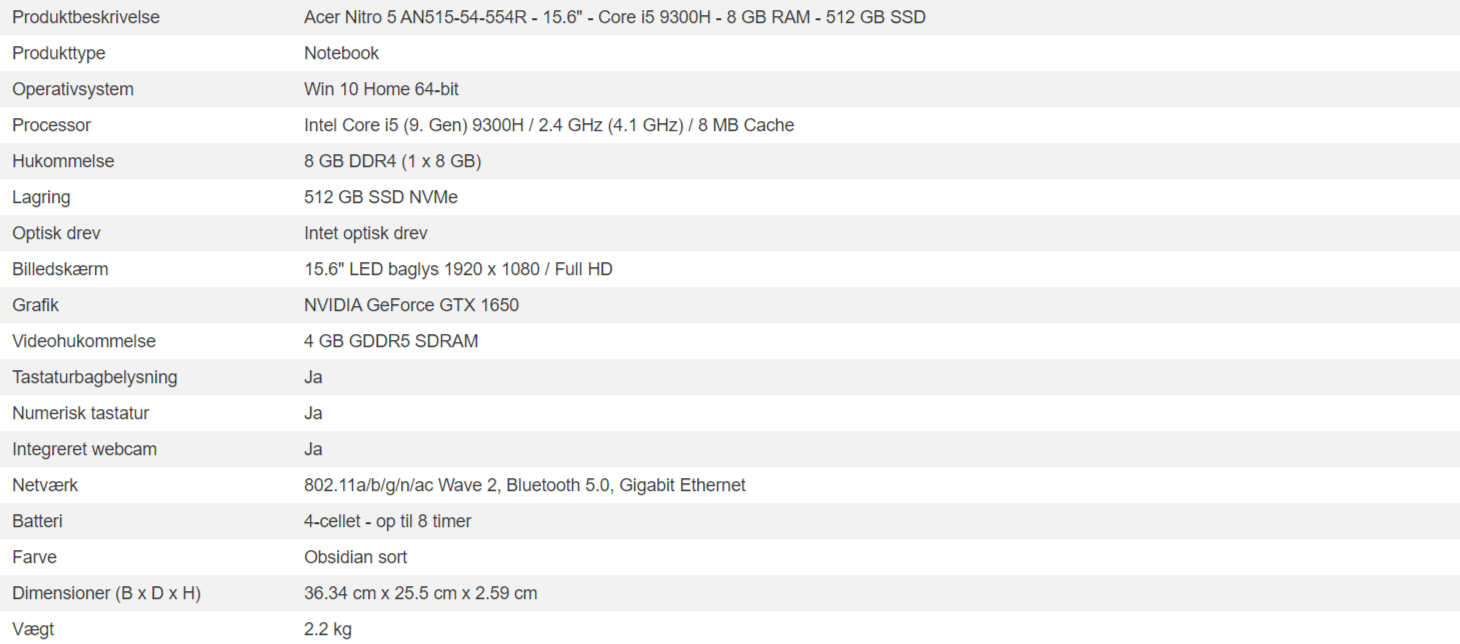 Produktbeskrivelse Acer Nitro 5 AN515-54-554R - 15.6" - Core i5 9300H - 8 GB RAM - 512 GB SSD
Produkttype Notebook
Operativsystem Win 10 Home 64-bit
Processor Intel Core i5 (9. Gen) 9300H / 2.4 GHz (4.1 GHz) / 8 MB Cache
Hukommelse 8 GB DDR4 (1 x 8 GB)
Lagring 512 GB SSD NVMe
Optisk drev Intet optisk drev
Billedskærm 15.6" LED baglys 1920 x 1080 / Full HD
Grafik NVIDIA GeForce GTX 1650
Videohukommelse 4 GB GDDR5 SDRAM
Tastaturbagbelysning Ja
Numerisk tastatur Ja
Integreret webcam Ja
Netværk 802.11a/b/g/n/ac Wave 2, Bluetooth 5.0, Gigabit Ethernet
Batteri 4-cellet - op til 8 timer
Farve Obsidian sort
Dimensioner (B x D x H) 36.34 cm x 25.5 cm x 2.59 cm
Vægt 2.2 kg